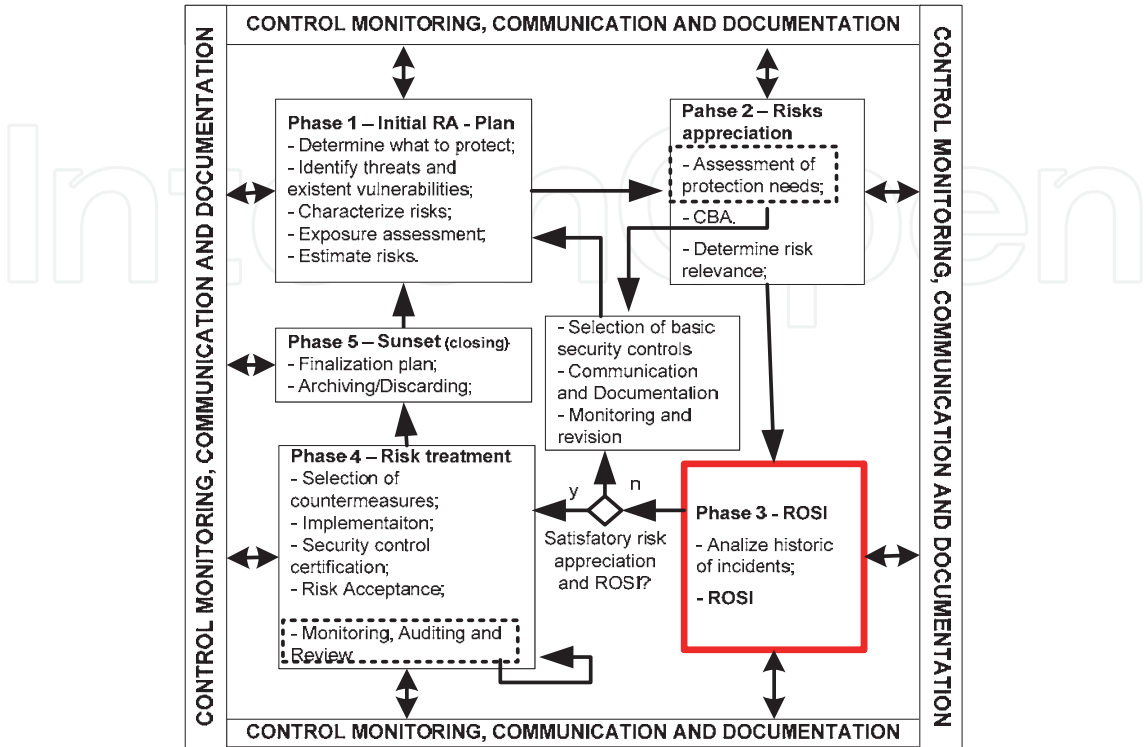 CONTROL MONITORING, COMMUNICATION AND DOCUMENTATION
CONTROL MONITORING, COMMUNICATION AND DOCUMENTATION
CONTROL MONITORING, COMMUNICATION AND DOCUMENTATION
Phase 1 – Initial RA - Plan
- Determine what to protect;
- Identify threats and
existent vulnerabilities;
- Characterize risks;
- Exposure assessment;
- Estimate risks.
Pahse 2 – Risks
appreciation
- Assessment of
protection needs;
- CBA.
- Determine risk
relevance;
- Selection of basic
security controls
- Communication
and Documentation
- Monitoring and
revision
Phase 5 – Sunset (closing)
- Finalization plan;
- Archiving/Discarding;
Phase 4 – Risk treatment
- Selection of
countermeasures;
- Implementaiton;
- Security control
certification;
- Risk Acceptance;
- Monitoring, Auditing and
Review
y
n
Satisfatory risk
appreciation
and ROSI?
Phase 3 - ROSI
- Analize historic
of incidents;
- ROSI
CONTROL MONITORING, COMMUNICATION AND DOCUMENTATION
IntechOpen